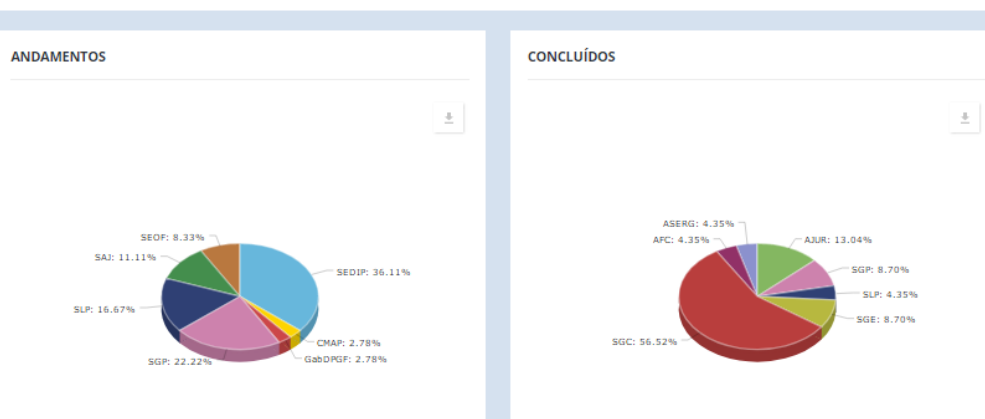 ANDAMENTOS
SEOF: 8.33%
SAJ: 11.11%
SEDIP: 36.11%
SLP: 16.67%
CMAP: 2.78%
GabDPGF: 2.78%
SGP: 22.22%
CONCLUÍDOS
ASERG: 4.35%
AFC: 4.35%
AJUR: 13.04%
SGP: 8.70%
SLP: 4.35%
SGE: 8.70%
SGC: 56.52%